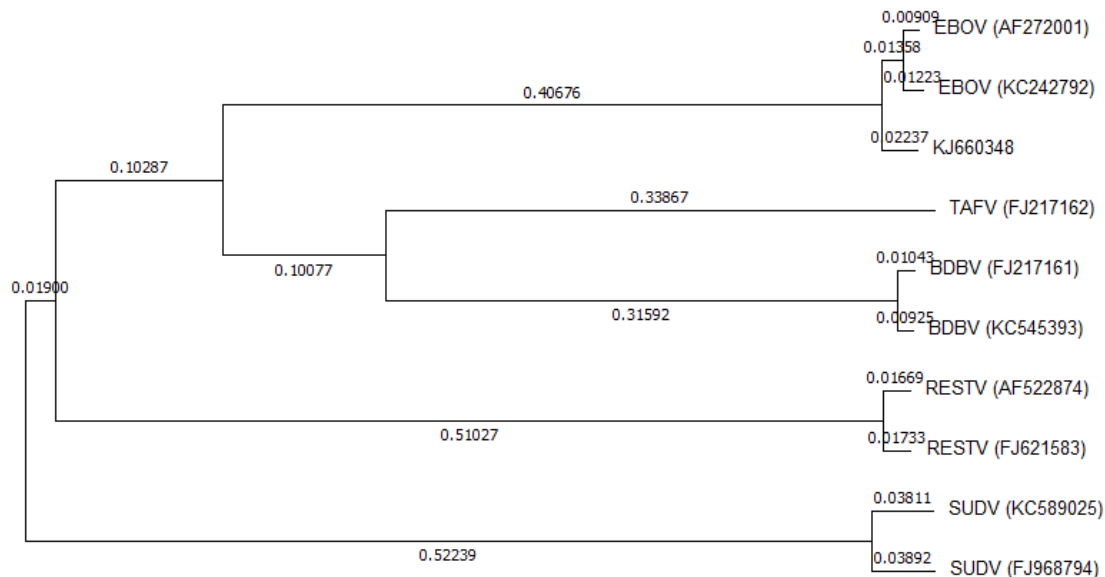 0.00909
EBOV (AF272001)
0.01358
0.01223
EBOV (KC242792)
0.40676
0.02237
KJ660348
0.10287
0.33867
TAFV (FJ217162)
0.10077
0.01043
BDBV (FJ217161)
0.01900
0.31592
0.00925
BDBV (KC545393)
0.01669
RESTV (AF522874)
0.51027
0.01733
RESTV (FJ621583)
0.03811
SUDV (KC589025)
0.52239
0.03892
SUDV (FJ968794)